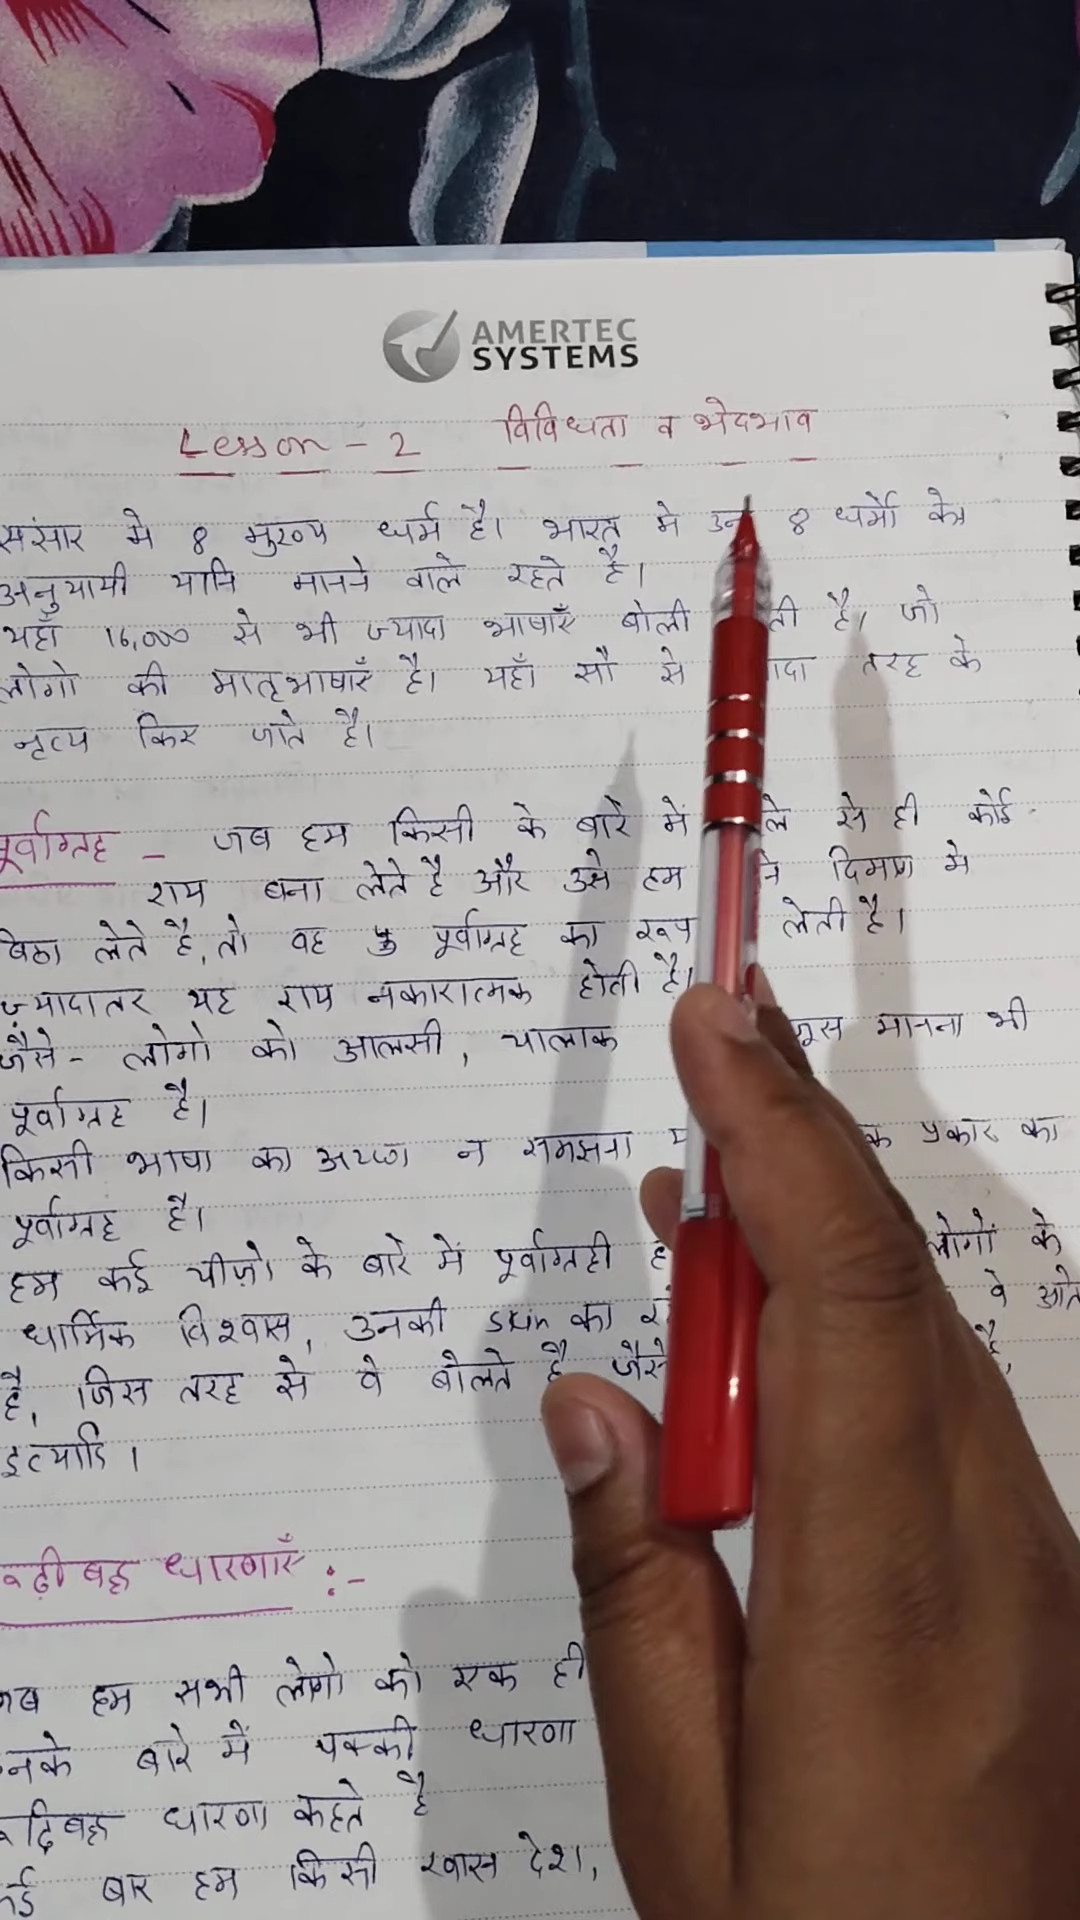 AMERTEC
SYSTEMS
Lesson - 2 विविधता व भेदभाव
संसार मे 8 मुख्य धर्म है। भारत मे उन 8 धर्मो के
अनुयायी यानि मानने वाले रहते है।
यहाँ 16,000 से भी ज्यादा भाषाएँ बोली ती है, जो
लोगो की मातृभाषाएँ है। यहाँ सौ से तरह के
नृत्य किए जाते है।
पूर्वाग्रह - जब हम किसी के बारे में ले से ही कोई
राय बना लेते है और उसे हम दिमाग मे
बिठा लेते है, तो वह पूर्वाग्रह का रूप लेती है।
ज्यादातर यह राय नकारात्मक होती है।
जैसे - लोगो को आलसी, चालाक जूस मानना भी
पूर्वाग्रह है।
किसी भाषा का अच्छा न समझना प्रकार का
पूर्वाग्रह है।
हम कई चीज़ो के बारे में पूर्वाग्रही लोगों के
धार्मिक विश्वास, उनकी skin का वे आते
है, जिस तरह से वे बोलते है जैसे है,
इत्यादि।
रूढ़ीबद्ध धारणाएँ :-
जब हम सभी लोगो को एक ही
उनके बारे में पक्की धारणा
रूढ़िबद्ध धारणा कहते है
कई बार हम किसी खास देश,